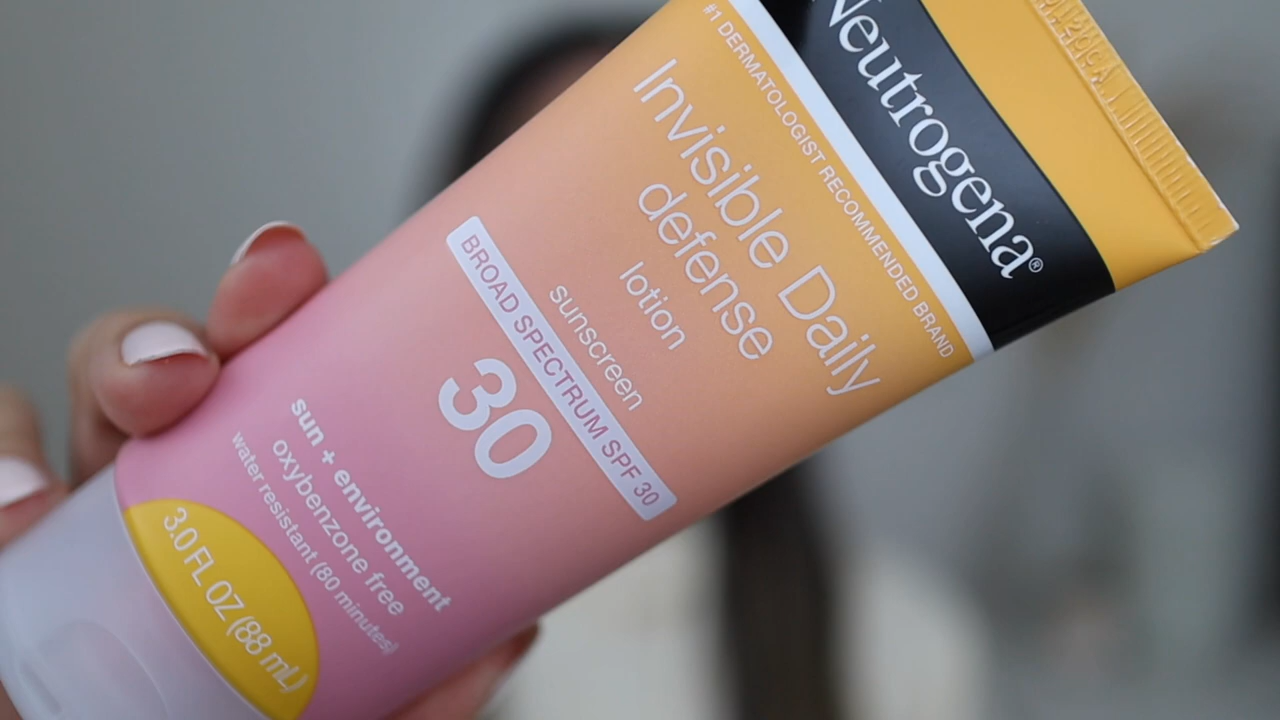 Neutrogena®
#1 DERMATOLOGIST RECOMMENDED BRAND
Invisible Daily
defense
lotion
sunscreen
BROAD SPECTRUM SPF 30
30
sun + environment
oxybenzone free
water resistant (80 minutes)
3.0 FL OZ (88 mL)